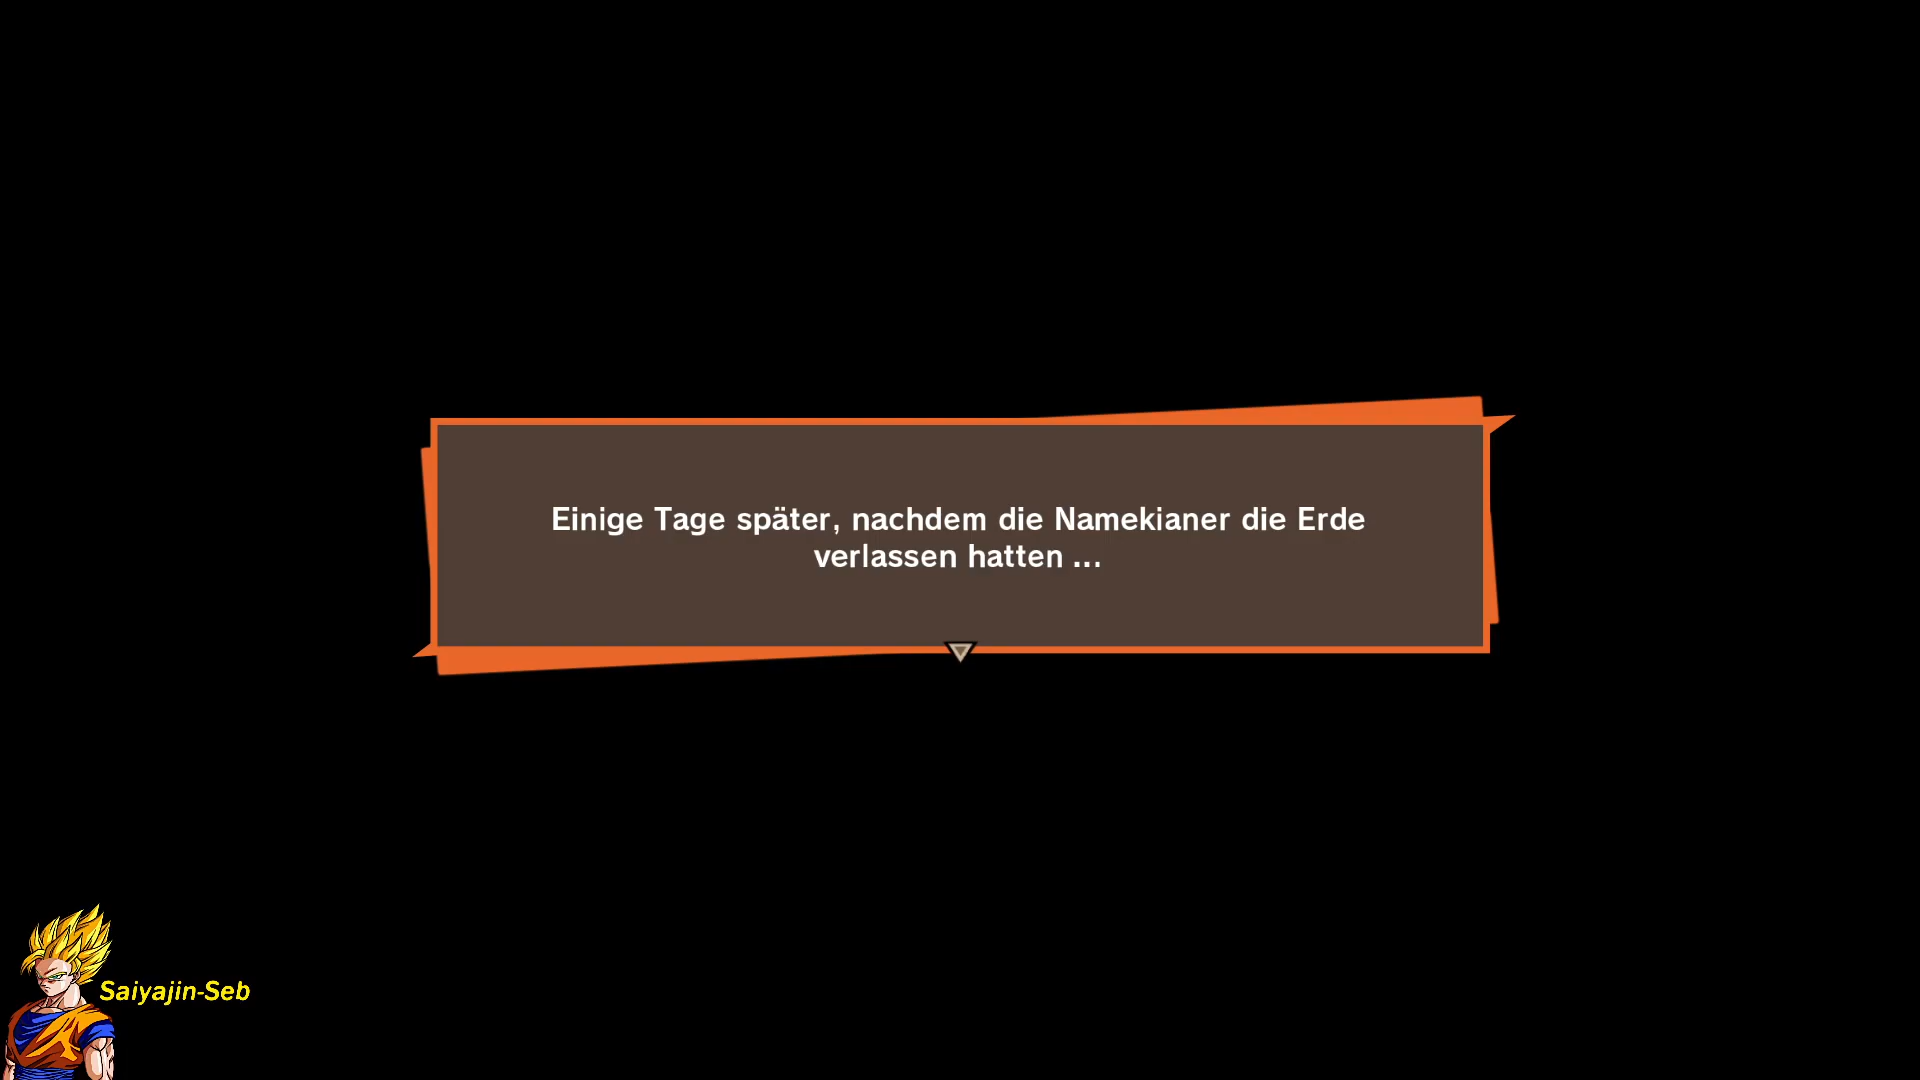 Einige Tage später, nachdem die Namekianer die Erde
verlassen hatten ...
Saiyajin-Seb